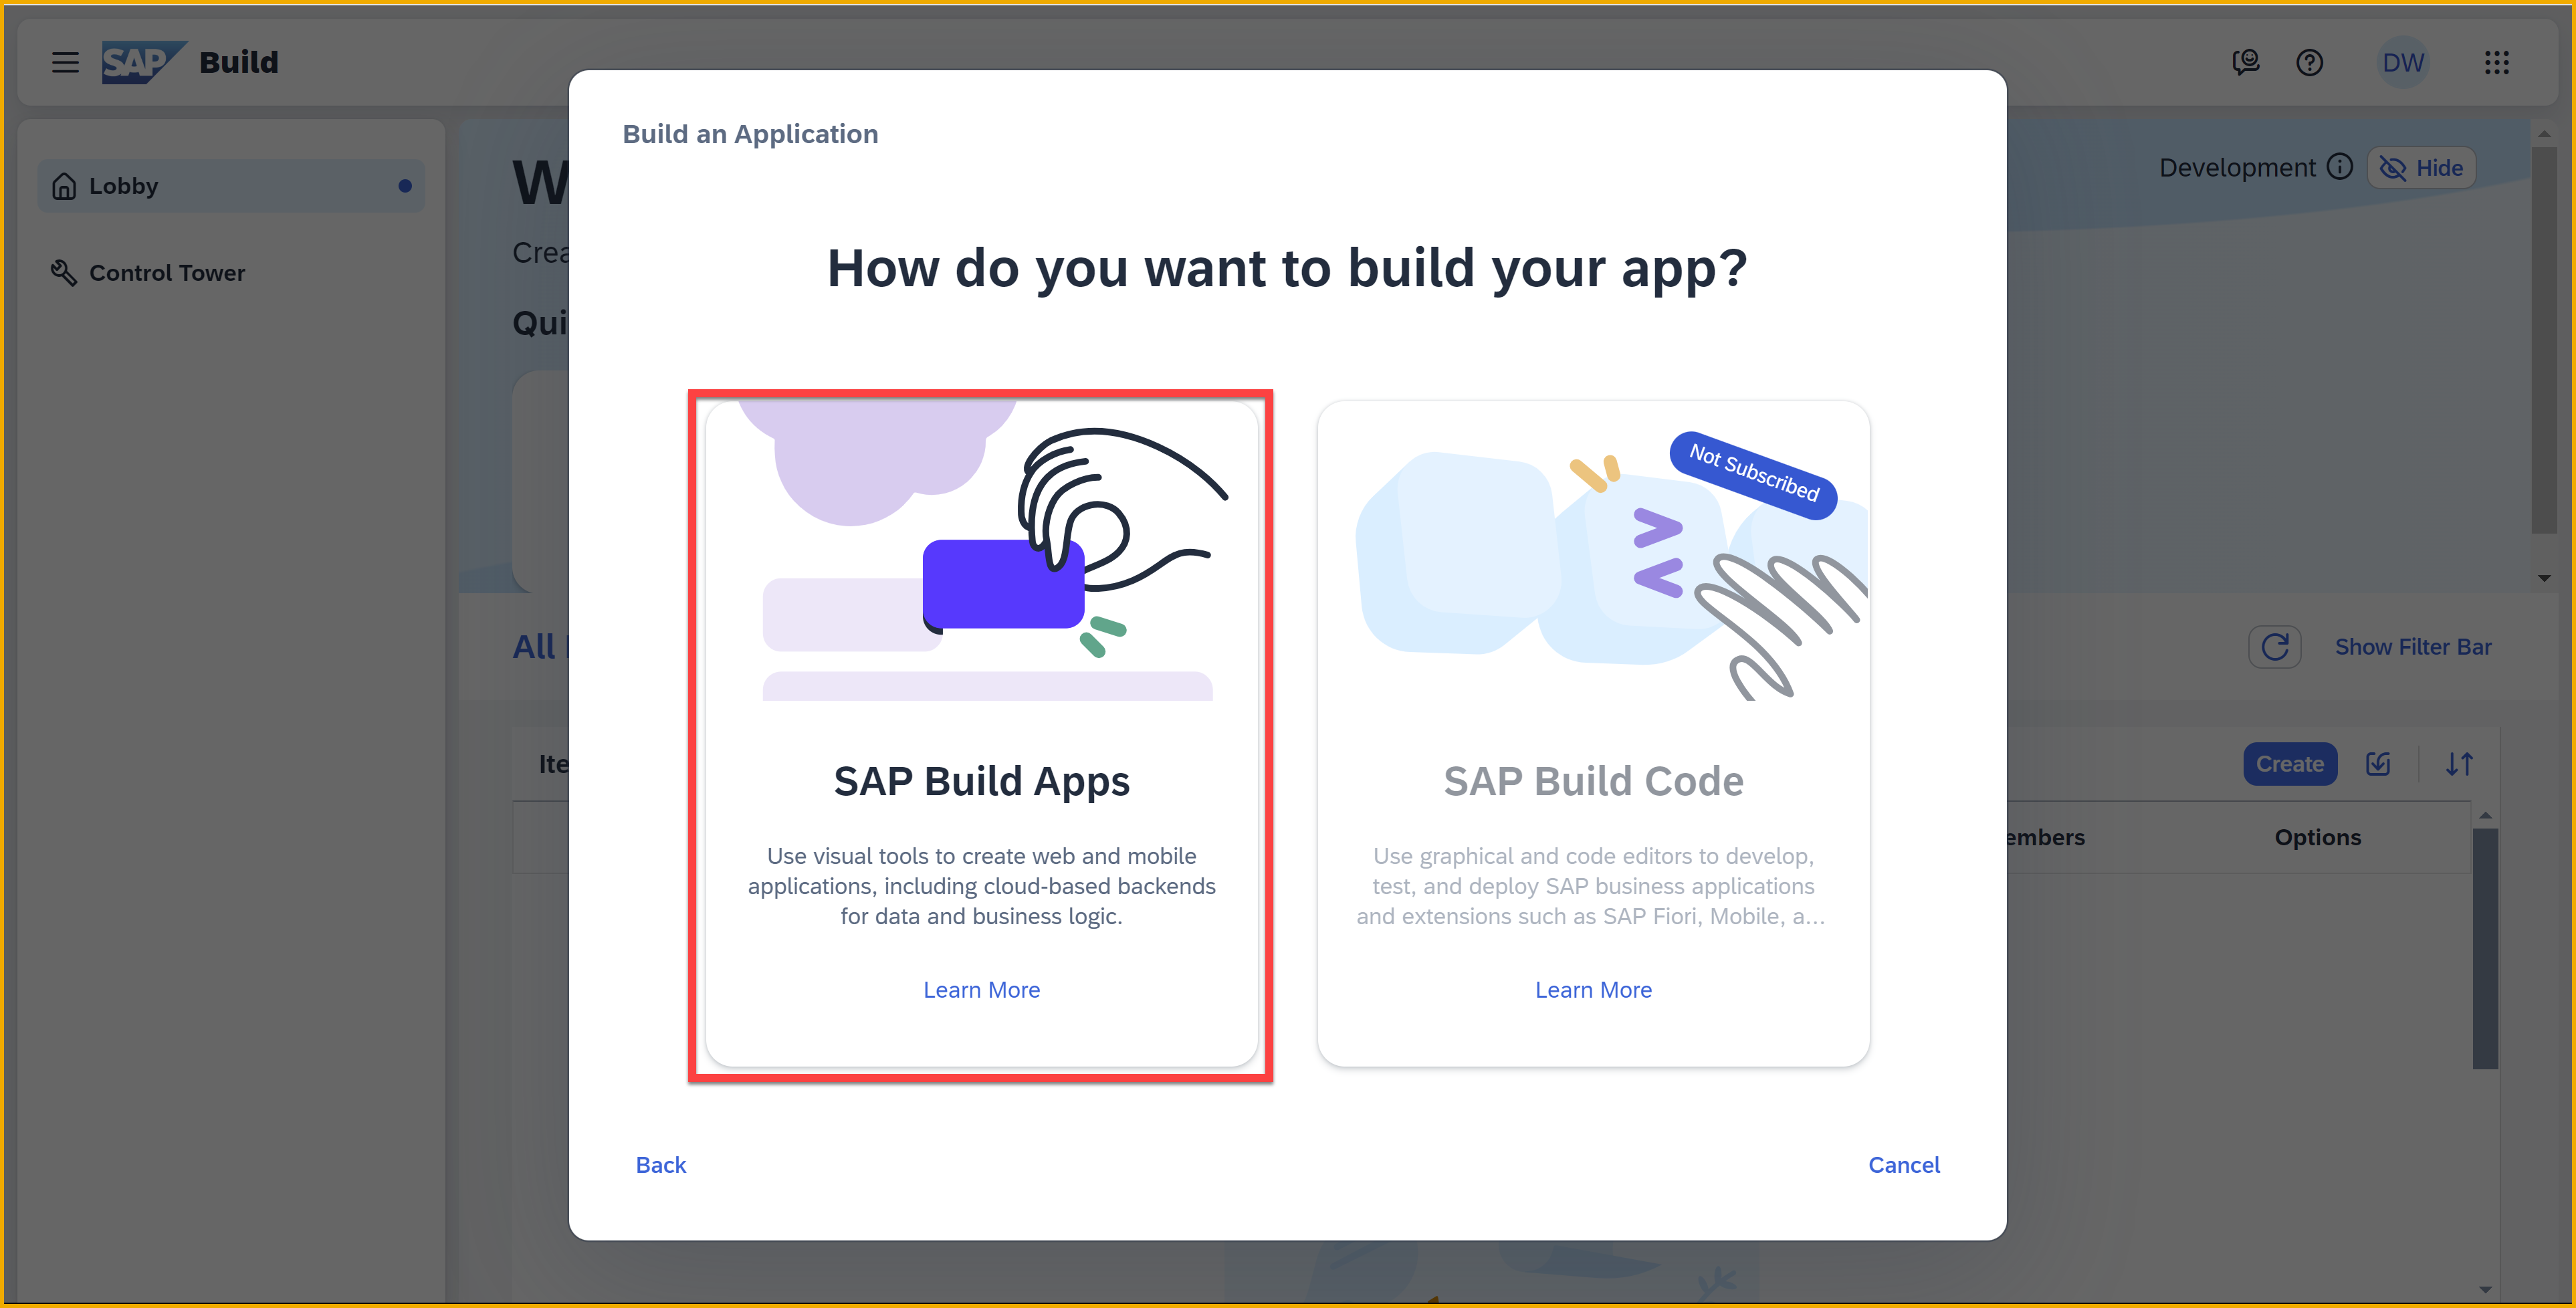 SAP Build
DW
Lobby
Control Tower
Development
Hide
Build an Application
How do you want to build your app?
Not Subscribed
SAP Build Apps
Use visual tools to create web and mobile
applications, including cloud-based backends
for data and business logic.
Learn More
SAP Build Code
Use graphical and code editors to develop,
test, and deploy SAP business applications
and extensions such as SAP Fiori, Mobile, a...
Learn More
Back
Cancel
All
Show Filter Bar
Create
Options